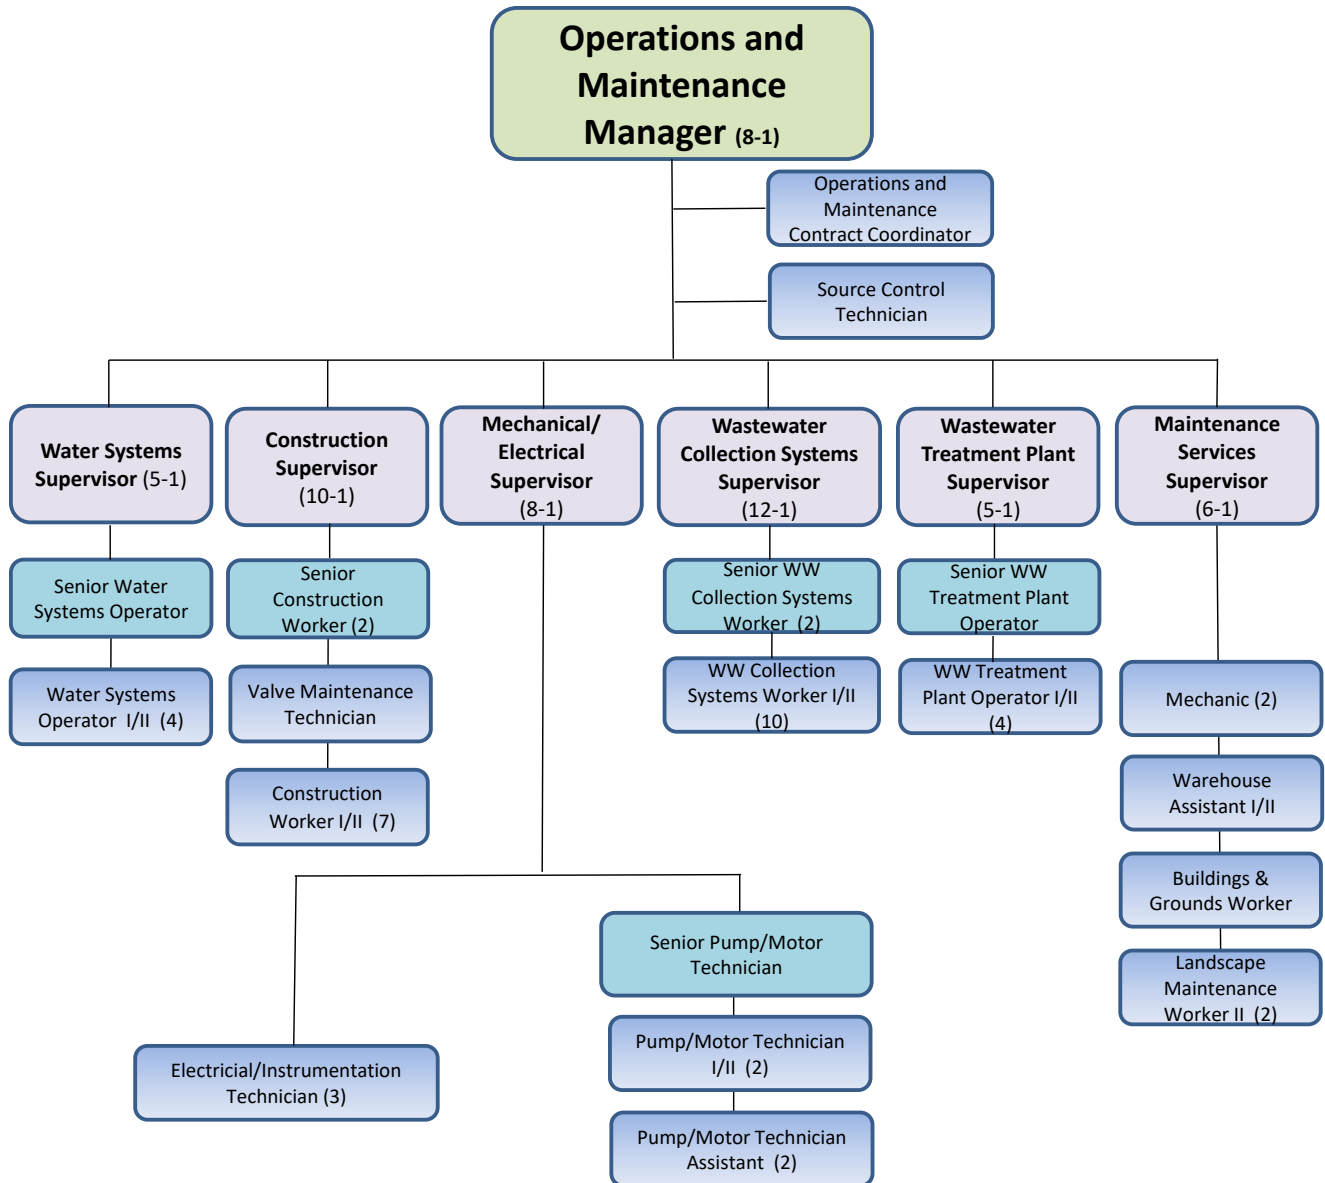 Operations and
Maintenance
Manager (8-1)
Operations and
Maintenance
Contract Coordinator
Source Control
Technician
Water Systems
Supervisor (5-1)
Construction
Supervisor
(10-1)
Mechanical/
Electrical
Supervisor
(8-1)
Wastewater
Collection Systems
Supervisor
(12-1)
Wastewater
Treatment Plant
Supervisor
(5-1)
Maintenance
Services
Supervisor
(6-1)
Senior Water
Systems Operator
Senior
Construction
Worker (2)
Senior WW
Collection Systems
Worker (2)
Senior WW
Treatment Plant
Operator
Water Systems
Operator I/II (4)
Valve Maintenance
Technician
WW Collection
Systems Worker I/II
(10)
WW Treatment
Plant Operator I/II
(4)
Mechanic (2)
Construction
Worker I/II (7)
Warehouse
Assistant I/II
Buildings &
Grounds Worker
Senior Pump/Motor
Technician
Landscape
Maintenance
Worker II (2)
Electricial/Instrumentation
Technician (3)
Pump/Motor Technician
I/II (2)
Pump/Motor Technician
Assistant (2)